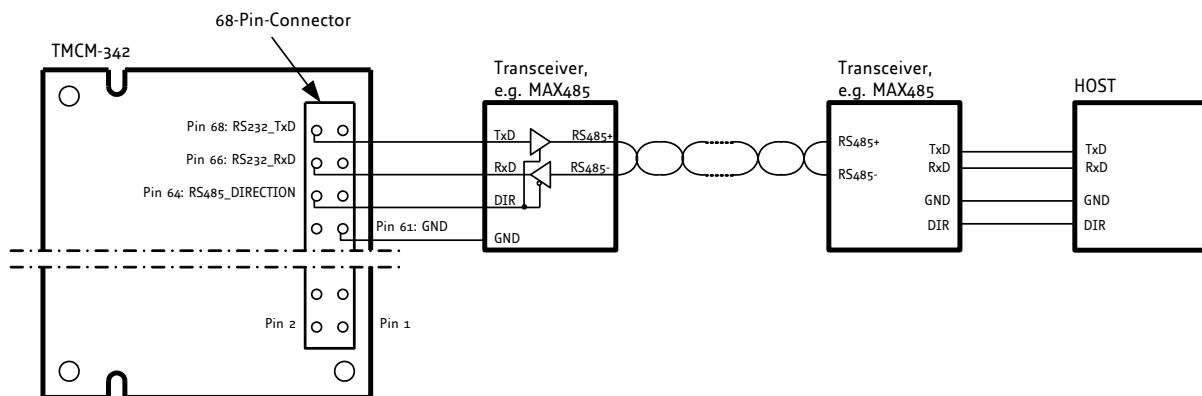 68-Pin-Connector
TMCM-342
Pin 68: RS232_TxD
Pin 66: RS232_RxD
Pin 64: RS485_DIRECTION
Pin 61: GND
Pin 2
Pin 1
Transceiver,
e.g. MAX485
TxD
RxD
DIR
GND
RS485+
RS485-
Transceiver,
e.g. MAX485
RS485+
RS485-
TxD
RxD
GND
DIR
HOST
TxD
RxD
GND
DIR